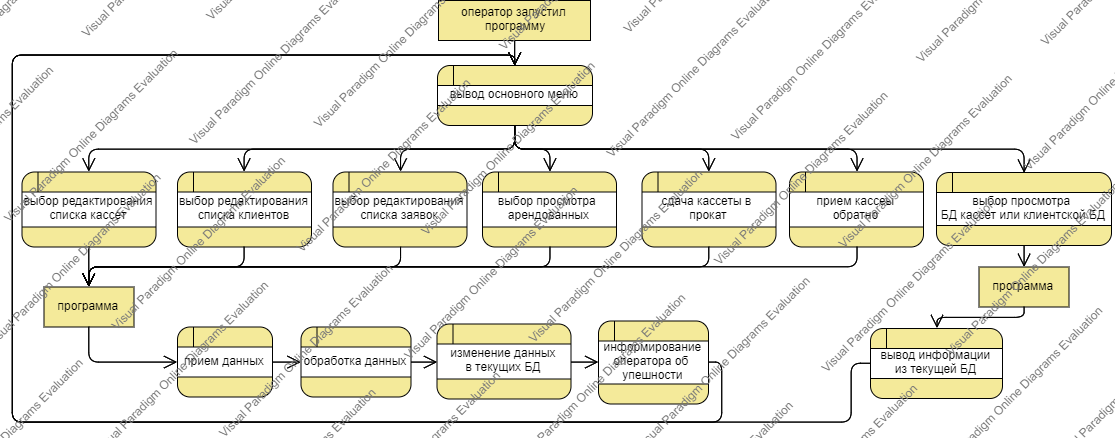 оператор запустил
программу
вывод основного меню
выбор редактирования
списка кассет
выбор редактирования
списка клиентов
выбор редактирования
списка заявок
выбор просмотра
арендованных
сдача кассеты в
прокат
прием кассеы
обратно
выбор просмотра
БД кассет или клиентской БД
программа
программа
прием данных
обработка данных
изменение данных
в текущих БД
информирование
оператора об
упешности
вывод информации
из текущей БД
Visual Paradigm Online Diagrams Evaluation